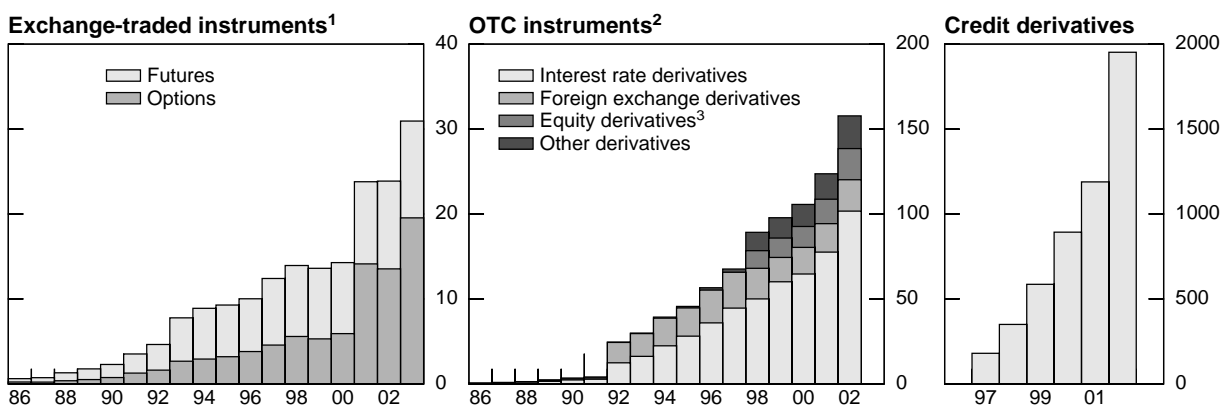 Exchange-traded instruments¹
Futures
Options
40
30
20
10
0
86 88 90 92 94 96 98 00 02
OTC instruments²
Interest rate derivatives
Foreign exchange derivatives
Equity derivatives³
Other derivatives
200
150
100
50
0
86 88 90 92 94 96 98 00 02
Credit derivatives
2000
1500
1000
500
0
97 99 01